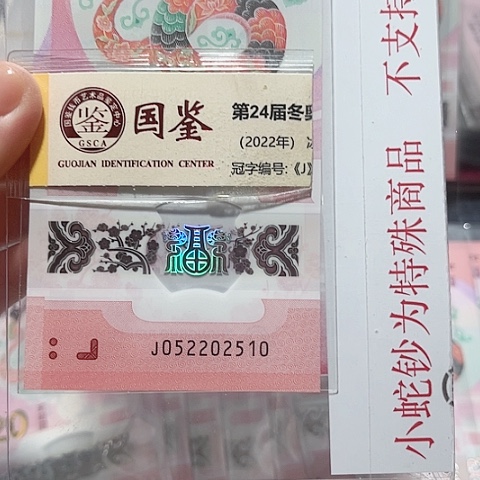 国鉴
GSCA
GUOJIAN IDENTIFICATION CENTER
第24届冬奥
(2022年)
冠字编号:《J》
J052202510
小蛇钞为特殊商品 不支持